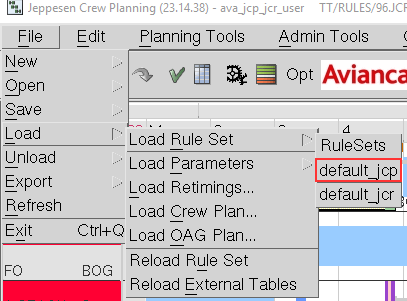 Jeppesen Crew Planning (23.14.38) - ava_jcp_jcr_user TT/RULES/96.JCF
File Edit Planning Tools Admin Tools Options
New
Open
Save
Load
Unload
Export
Refresh
Exit Ctrl+Q
Load Rule Set
Load Parameters
Load Retimings...
Load Crew Plan...
Load OAG Plan...
Reload Rule Set
Reload External Tables
RuleSets
default_jcp
default_jcr
opt Avianca
4
FO BOG